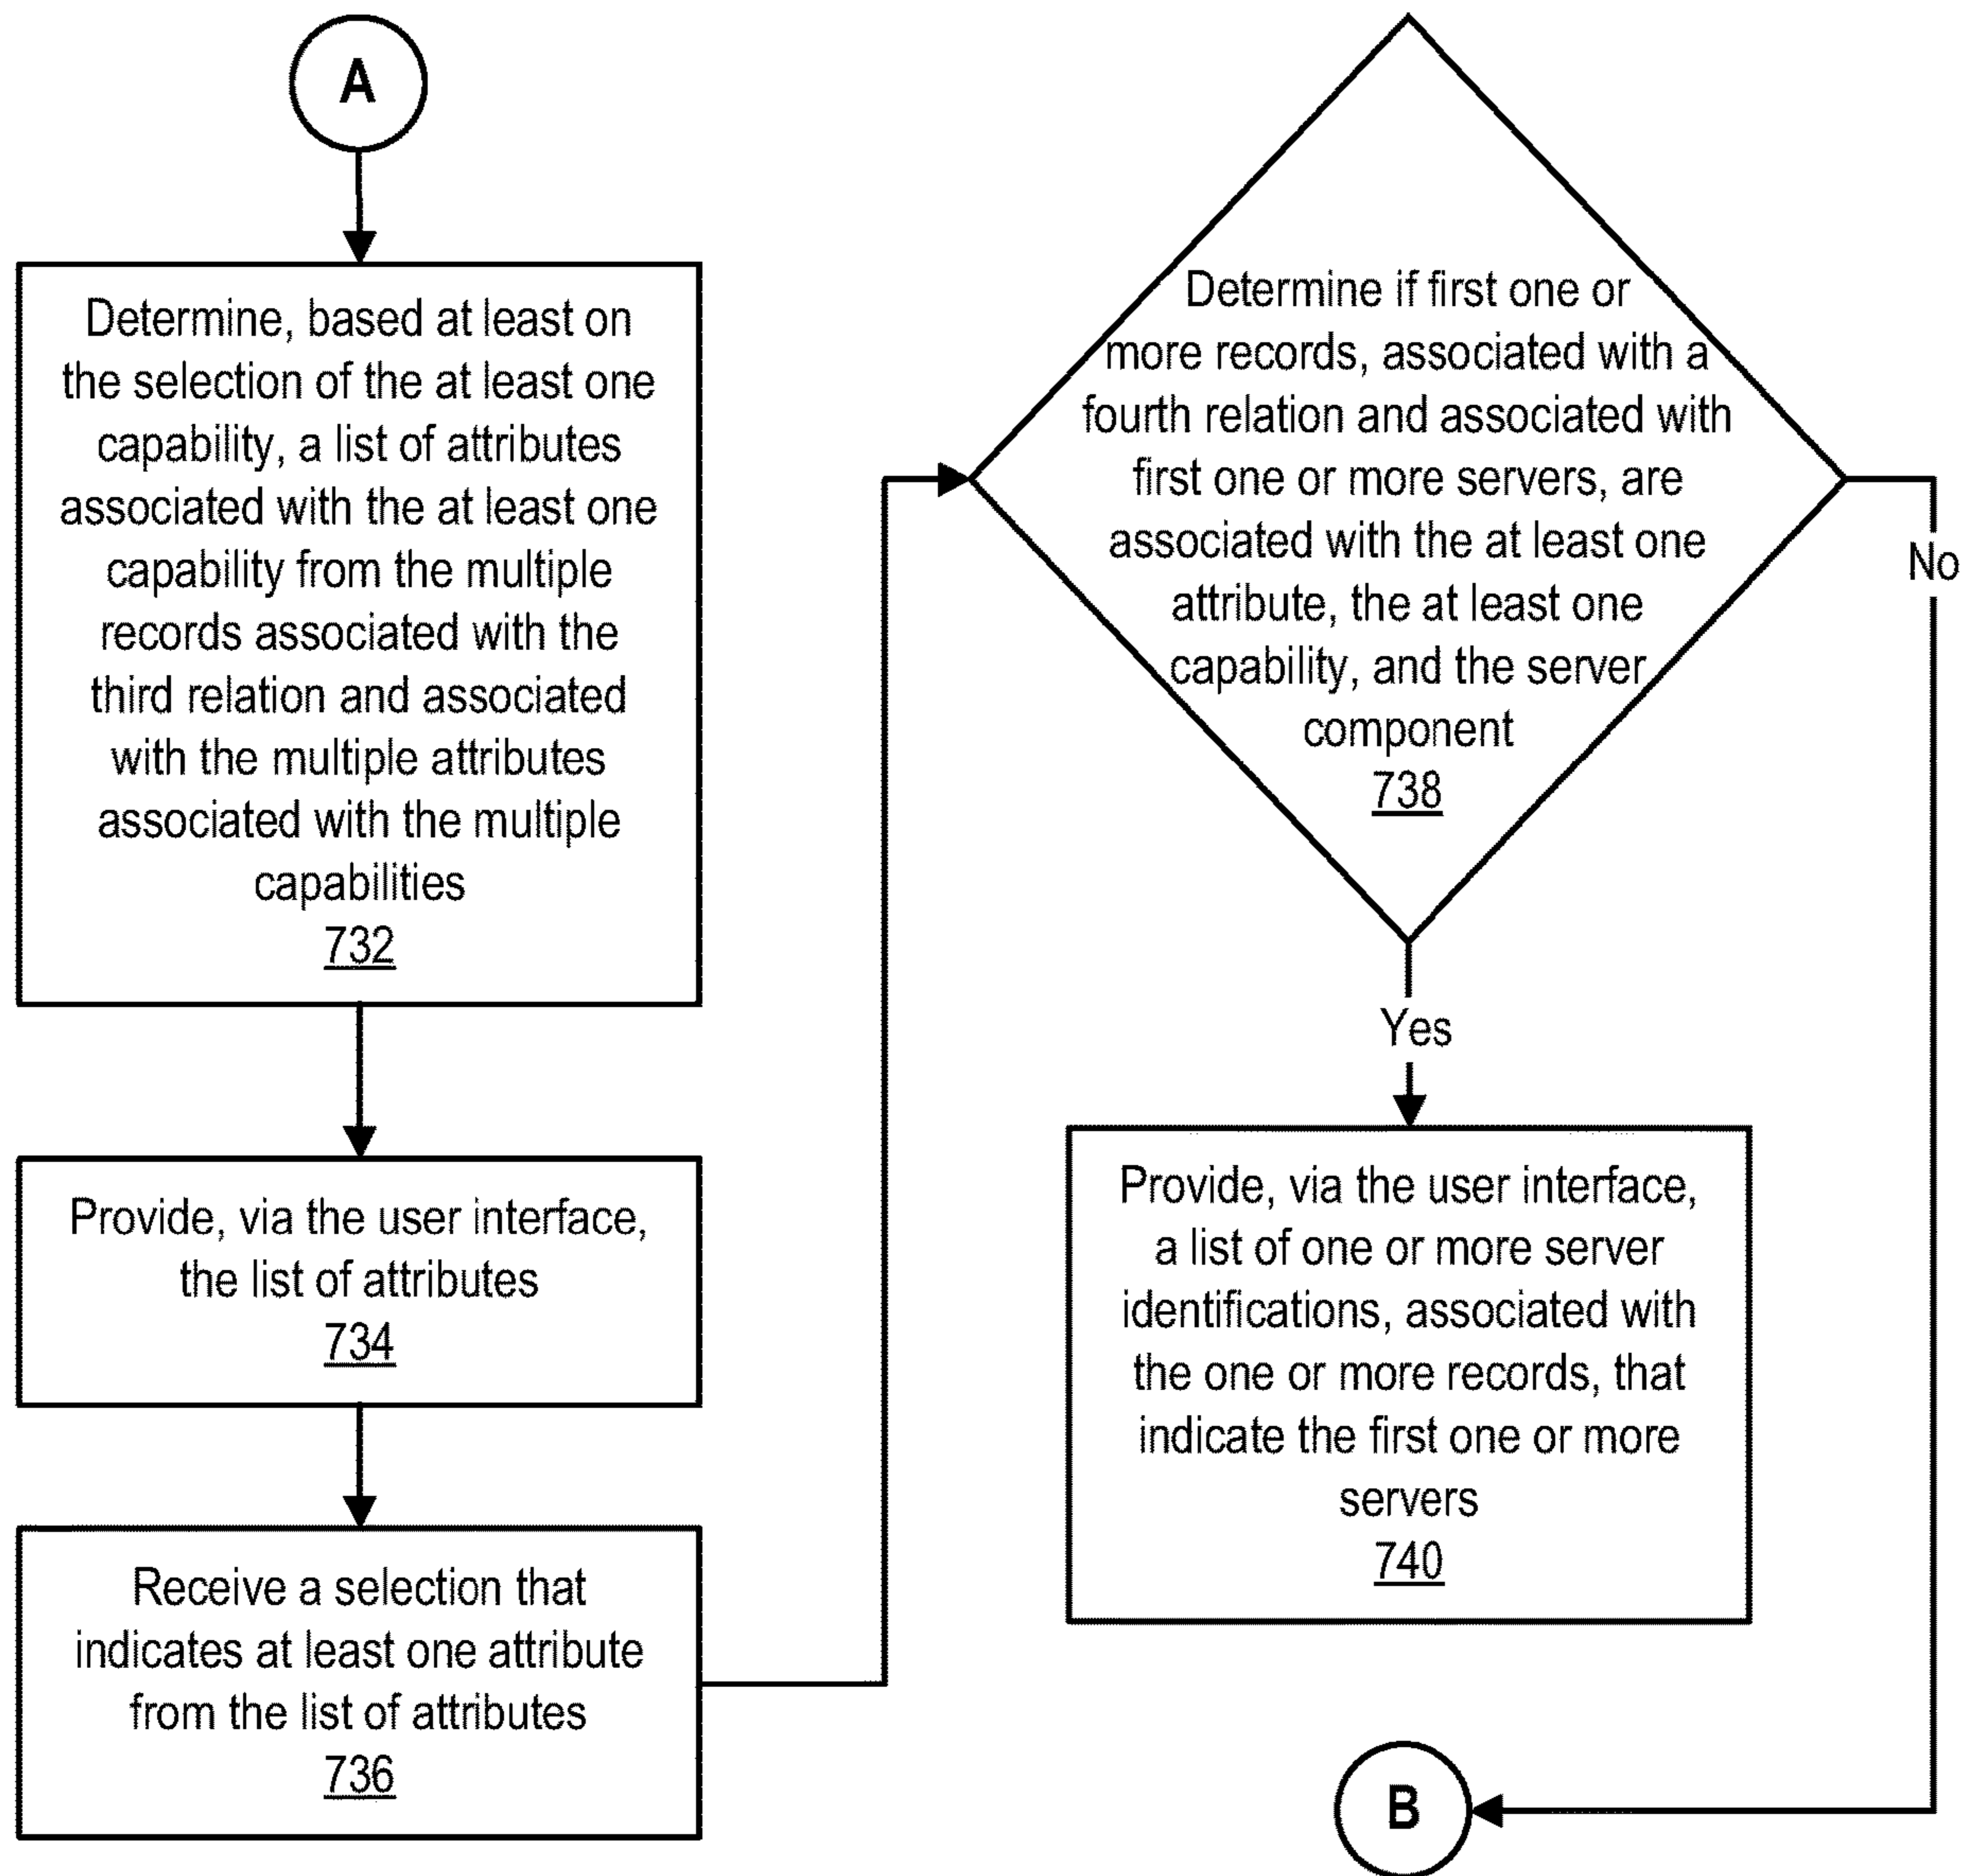 A
Determine, based at least on
the selection of the at least one
capability, a list of attributes
associated with the at least one
capability from the multiple
records associated with the
third relation and associated
with the multiple attributes
associated with the multiple
capabilities
732
Provide, via the user interface,
the list of attributes
734
Receive a selection that
indicates at least one attribute
from the list of attributes
736
Determine if first one or
more records, associated with a
fourth relation and associated with
first one or more servers, are
associated with the at least one
attribute, the at least one
capability, and the server
component
738
No
Yes
Provide, via the user interface,
a list of one or more server
identifications, associated with
the one or more records, that
indicate the first one or more
servers
740
B